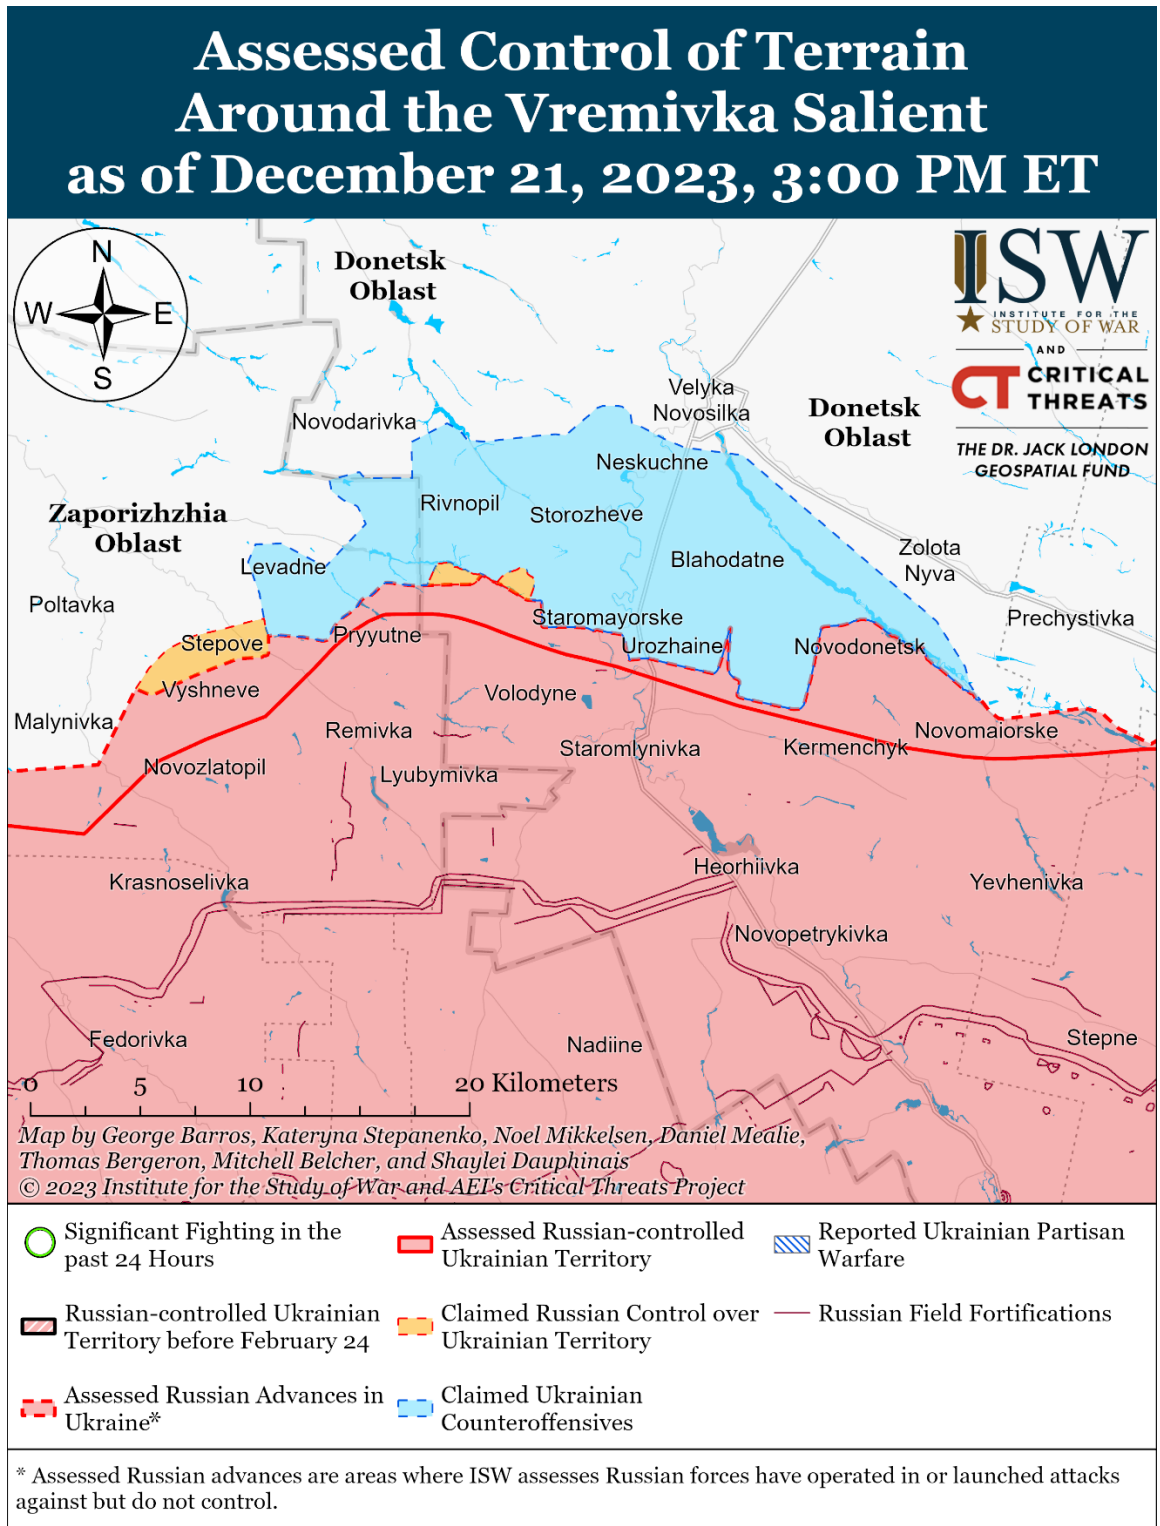 Assessed Control of Terrain
Around the Vremivka Salient
as of December 21, 2023, 3:00 PM ET
N
W
E
S
Donetsk
Oblast
ISW
INSTITUTE FOR THE
STUDY OF WAR
AND
CT CRITICAL
THREATS
THE DR. JACK LONDON
GEOSPATIAL FUND
Velyka
Novosilka
Donetsk
Oblast
Novodarivka
Neskuchne
Rivnopil
Storozheve
Zaporizhzhia
Oblast
Blahodatne
Zolota
Nyva
Levadne
Poltavka
Prechystivka
Staromayorske
Pryyutne
Stepove
Urozhaine
Novodonetsk
Vyshneve
Volodyne
Malynivka
Remivka
Novomaiorske
Staromlynivka
Kermenchyk
Novozlatopil
Lyubymivka
Heorhiivka
Krasnoselivka
Yevhenivka
Novopetrykivka
Fedorivka
Nadiine
Stepne
0 5 10 20 Kilometers
Map by George Barros, Kateryna Stepanenko, Noel Mikkelsen, Daniel Mealie,
Thomas Bergeron, Mitchell Belcher, and Shaylei Dauphinais
© 2023 Institute for the Study of War and AEI's Critical Threats Project
Significant Fighting in the
past 24 Hours
Assessed Russian-controlled
Ukrainian Territory
Reported Ukrainian Partisan
Warfare
Russian-controlled Ukrainian
Territory before February 24
Claimed Russian Control over
Ukrainian Territory
Russian Field Fortifications
Assessed Russian Advances in
Ukraine*
Claimed Ukrainian
Counteroffensives
* Assessed Russian advances are areas where ISW assesses Russian forces have operated in or launched attacks
against but do not control.